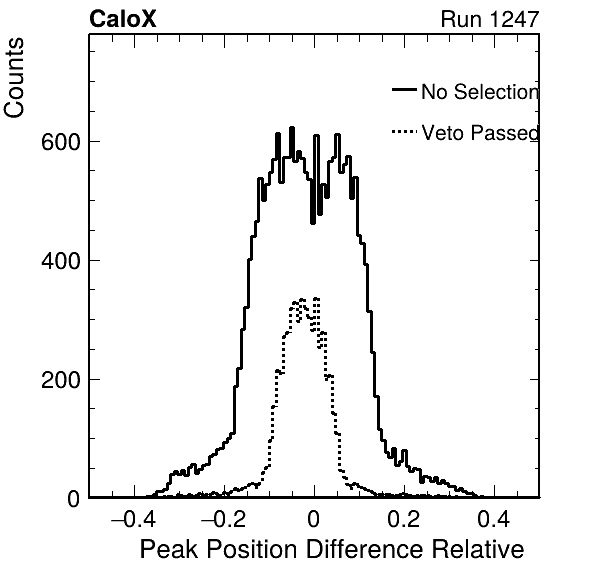 CaloX Run 1247
Counts
No Selection
Veto Passed
600
400
200
0
−0.4 −0.2 0 0.2 0.4
Peak Position Difference Relative